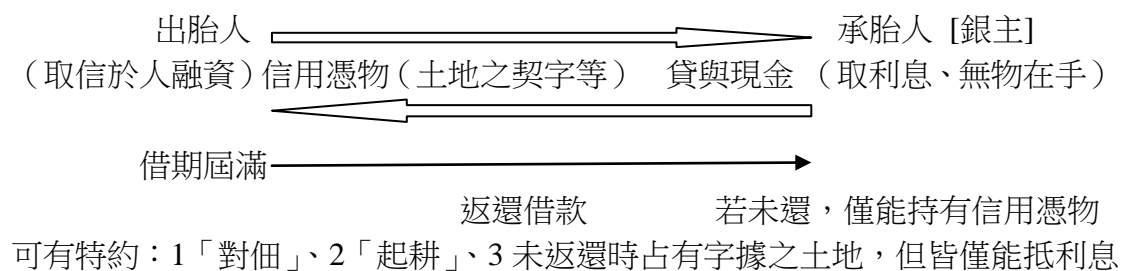 出胎人 承胎人 [銀主]
（取信於人融資）信用憑物（土地之契字等） 貸與現金 （取利息、無物在手）
借期屆滿
返還借款 若未還，僅能持有信用憑物
可有特約：1「對佃」、2「起耕」、3 未返還時占有字據之土地，但皆僅能抵利息